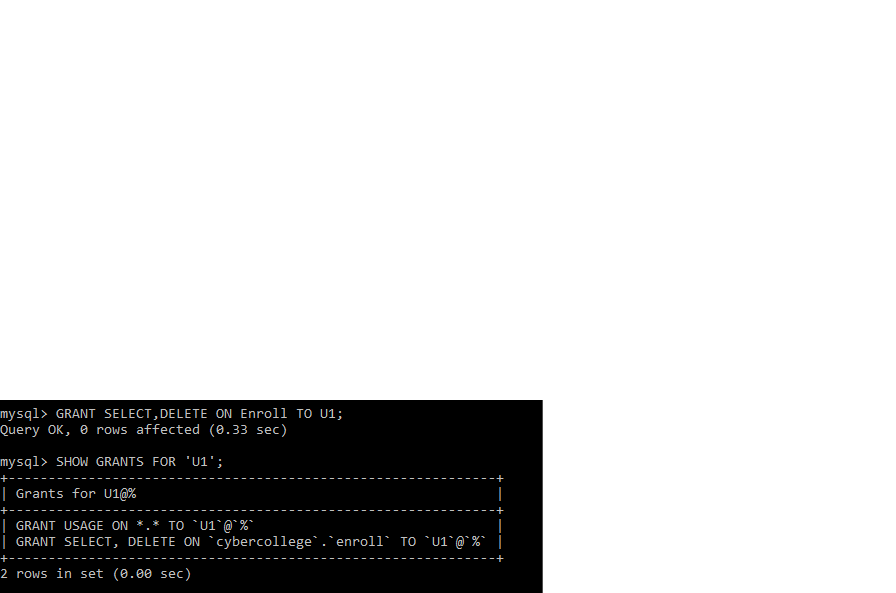 mysql> GRANT SELECT,DELETE ON Enroll TO U1;
Query OK, 0 rows affected (0.33 sec)
mysql> SHOW GRANTS FOR 'U1';
+-------------------------------------------------------------+
| Grants for U1@% |
+-------------------------------------------------------------+
| GRANT USAGE ON *.* TO `U1`@`%` |
| GRANT SELECT, DELETE ON `cybercollege`.`enroll` TO `U1`@`%` |
+-------------------------------------------------------------+
2 rows in set (0.00 sec)